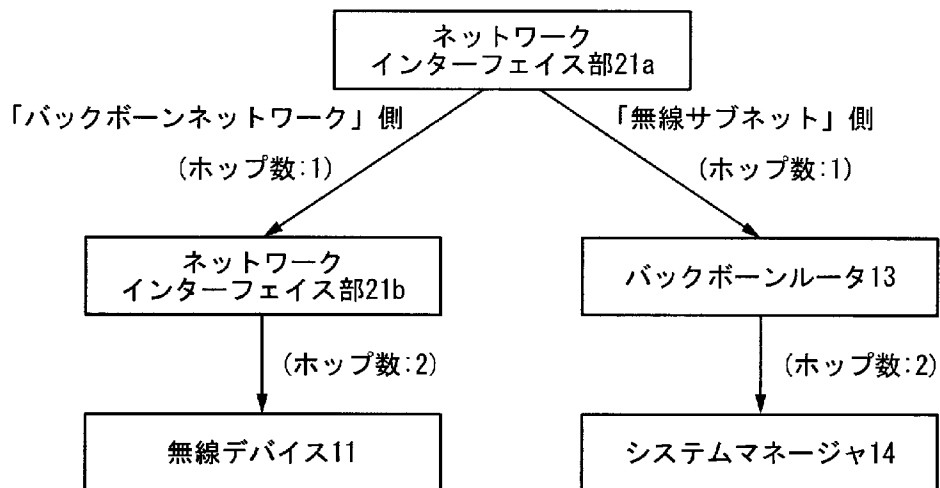 ネットワーク
インターフェイス部21a
「バックボーンネットワーク」側
「無線サブネット」側
(ホップ数:1)
(ホップ数:1)
ネットワーク
インターフェイス部21b
バックボーンルータ13
(ホップ数:2)
(ホップ数:2)
無線デバイス11
システムマネージャ14